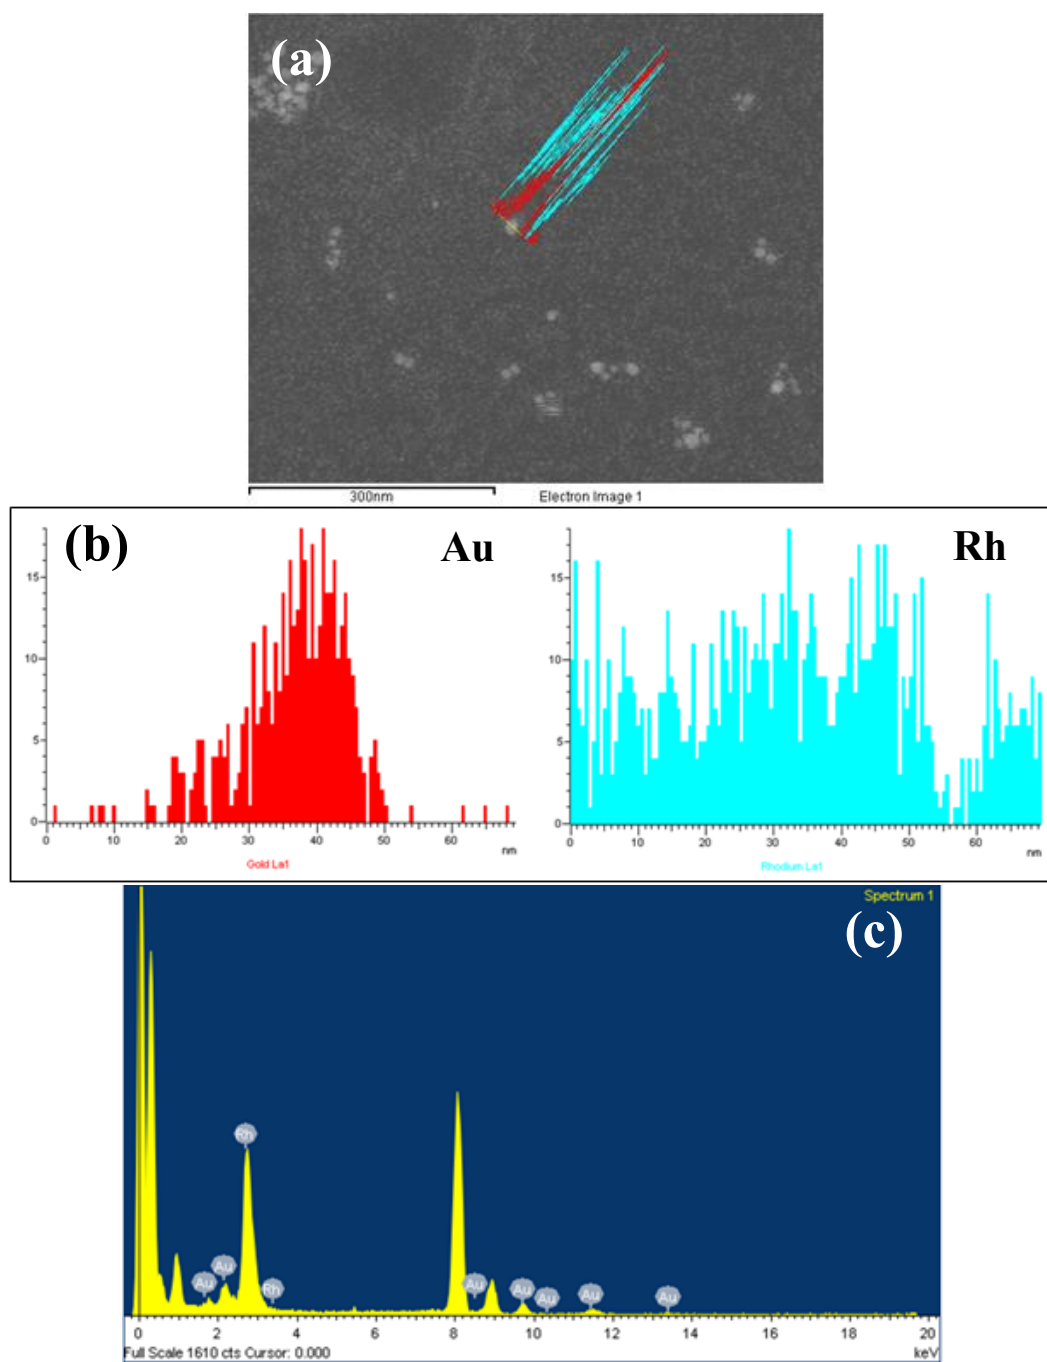 (a)
300nm Electron Image 1
(b) Au Rh
15
10
5
0
0 10 20 30 40 50 60 nm
Gold La1
15
10
5
0
0 10 20 30 40 50 60 nm
Rhodium La1
Spectrum 1
(c)
Rh
Au Au Rh Au Au Au Au Au
0 2 4 6 8 10 12 14 16 18 20
Full Scale 1610 cts Cursor: 0.000 keV